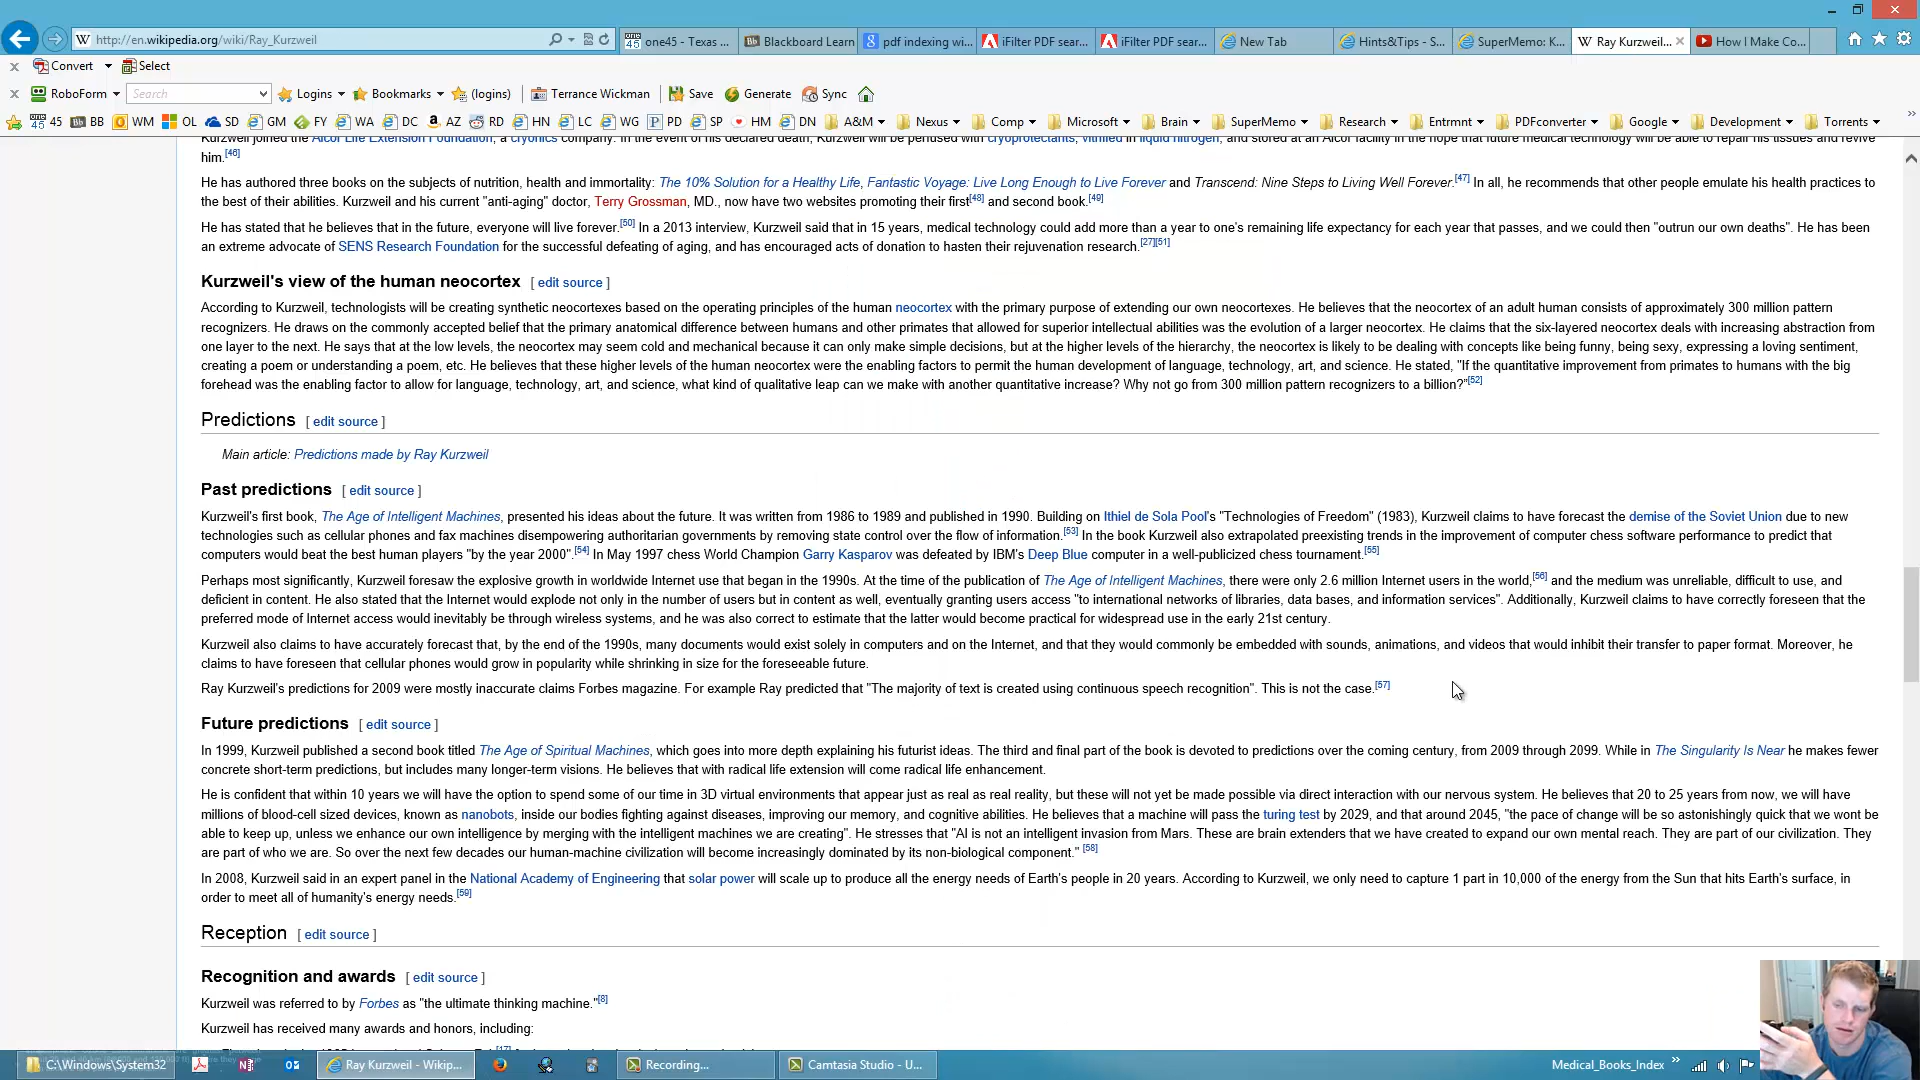 http://en.wikipedia.org/wiki/Ray_Kurzweil
one45 - Texas ...
Blackboard Learn
pdf indexing wi...
iFilter PDF sear...
iFilter PDF sear...
New Tab
Hints&Tips - S...
SuperMemo: K...
Ray Kurzweil...
How I Make Co...
Convert
Select
RoboForm
Search
Logins
Bookmarks
(logins)
Terrance Wickman
Save
Generate
Sync
45 BB WM OL SD GM FY WA DC AZ RD HN LC WG PD SP HM DN A&M Nexus Comp Microsoft Brain SuperMemo Research Entrmnt PDFconverter Google Development Torrents
Kurzweil joined the Alcor Life Extension Foundation, a cryonics company. In the event of his declared death, Kurzweil will be perfused with cryoprotectants, vitrified in liquid nitrogen, and stored at an Alcor facility in the hope that future medical technology will be able to repair his tissues and revive
him.[46]
He has authored three books on the subjects of nutrition, health and immortality: The 10% Solution for a Healthy Life, Fantastic Voyage: Live Long Enough to Live Forever and Transcend: Nine Steps to Living Well Forever.[47] In all, he recommends that other people emulate his health practices to
the best of their abilities. Kurzweil and his current "anti-aging" doctor, Terry Grossman, MD., now have two websites promoting their first[48] and second book.[49]
He has stated that he believes that in the future, everyone will live forever.[50] In a 2013 interview, Kurzweil said that in 15 years, medical technology could add more than a year to one's remaining life expectancy for each year that passes, and we could then "outrun our own deaths". He has been
an extreme advocate of SENS Research Foundation for the successful defeating of aging, and has encouraged acts of donation to hasten their rejuvenation research.[27][51]
Kurzweil's view of the human neocortex [ edit source ]
According to Kurzweil, technologists will be creating synthetic neocortexes based on the operating principles of the human neocortex with the primary purpose of extending our own neocortexes. He believes that the neocortex of an adult human consists of approximately 300 million pattern
recognizers. He draws on the commonly accepted belief that the primary anatomical difference between humans and other primates that allowed for superior intellectual abilities was the evolution of a larger neocortex. He claims that the six-layered neocortex deals with increasing abstraction from
one layer to the next. He says that at the low levels, the neocortex may seem cold and mechanical because it can only make simple decisions, but at the higher levels of the hierarchy, the neocortex is likely to be dealing with concepts like being funny, being sexy, expressing a loving sentiment,
creating a poem or understanding a poem, etc. He believes that these higher levels of the human neocortex were the enabling factors to permit the human development of language, technology, art, and science. He stated, "If the quantitative improvement from primates to humans with the big
forehead was the enabling factor to allow for language, technology, art, and science, what kind of qualitative leap can we make with another quantitative increase? Why not go from 300 million pattern recognizers to a billion?"[52]
Predictions [ edit source ]
Main article: Predictions made by Ray Kurzweil
Past predictions [ edit source ]
Kurzweil's first book, The Age of Intelligent Machines, presented his ideas about the future. It was written from 1986 to 1989 and published in 1990. Building on Ithiel de Sola Pool's "Technologies of Freedom" (1983), Kurzweil claims to have forecast the demise of the Soviet Union due to new
technologies such as cellular phones and fax machines disempowering authoritarian governments by removing state control over the flow of information.[53] In the book Kurzweil also extrapolated preexisting trends in the improvement of computer chess software performance to predict that
computers would beat the best human players "by the year 2000".[54] In May 1997 chess World Champion Garry Kasparov was defeated by IBM's Deep Blue computer in a well-publicized chess tournament.[55]
Perhaps most significantly, Kurzweil foresaw the explosive growth in worldwide Internet use that began in the 1990s. At the time of the publication of The Age of Intelligent Machines, there were only 2.6 million Internet users in the world,[56] and the medium was unreliable, difficult to use, and
deficient in content. He also stated that the Internet would explode not only in the number of users but in content as well, eventually granting users access "to international networks of libraries, data bases, and information services". Additionally, Kurzweil claims to have correctly foreseen that the
preferred mode of Internet access would inevitably be through wireless systems, and he was also correct to estimate that the latter would become practical for widespread use in the early 21st century.
Kurzweil also claims to have accurately forecast that, by the end of the 1990s, many documents would exist solely in computers and on the Internet, and that they would commonly be embedded with sounds, animations, and videos that would inhibit their transfer to paper format. Moreover, he
claims to have foreseen that cellular phones would grow in popularity while shrinking in size for the foreseeable future.
Ray Kurzweil's predictions for 2009 were mostly inaccurate claims Forbes magazine. For example Ray predicted that "The majority of text is created using continuous speech recognition". This is not the case.[57]
Future predictions [ edit source ]
In 1999, Kurzweil published a second book titled The Age of Spiritual Machines, which goes into more depth explaining his futurist ideas. The third and final part of the book is devoted to predictions over the coming century, from 2009 through 2099. While in The Singularity Is Near he makes fewer
concrete short-term predictions, but includes many longer-term visions. He believes that with radical life extension will come radical life enhancement.
He is confident that within 10 years we will have the option to spend some of our time in 3D virtual environments that appear just as real as real reality, but these will not yet be made possible via direct interaction with our nervous system. He believes that 20 to 25 years from now, we will have
millions of blood-cell sized devices, known as nanobots, inside our bodies fighting against diseases, improving our memory, and cognitive abilities. He believes that a machine will pass the turing test by 2029, and that around 2045, "the pace of change will be so astonishingly quick that we wont be
able to keep up, unless we enhance our own intelligence by merging with the intelligent machines we are creating". He stresses that "AI is not an intelligent invasion from Mars. These are brain extenders that we have created to expand our own mental reach. They are part of our civilization. They
are part of who we are. So over the next few decades our human-machine civilization will become increasingly dominated by its non-biological component." [58]
In 2008, Kurzweil said in an expert panel in the National Academy of Engineering that solar power will scale up to produce all the energy needs of Earth's people in 20 years. According to Kurzweil, we only need to capture 1 part in 10,000 of the energy from the Sun that hits Earth's surface, in
order to meet all of humanity's energy needs.[59]
Reception [ edit source ]
Recognition and awards [ edit source ]
Kurzweil was referred to by Forbes as "the ultimate thinking machine."[8]
Kurzweil has received many awards and honors, including:
C:\Windows\System32
Ray Kurzweil - Wikip...
Recording...
Camtasia Studio - U...
Medical_Books_Index